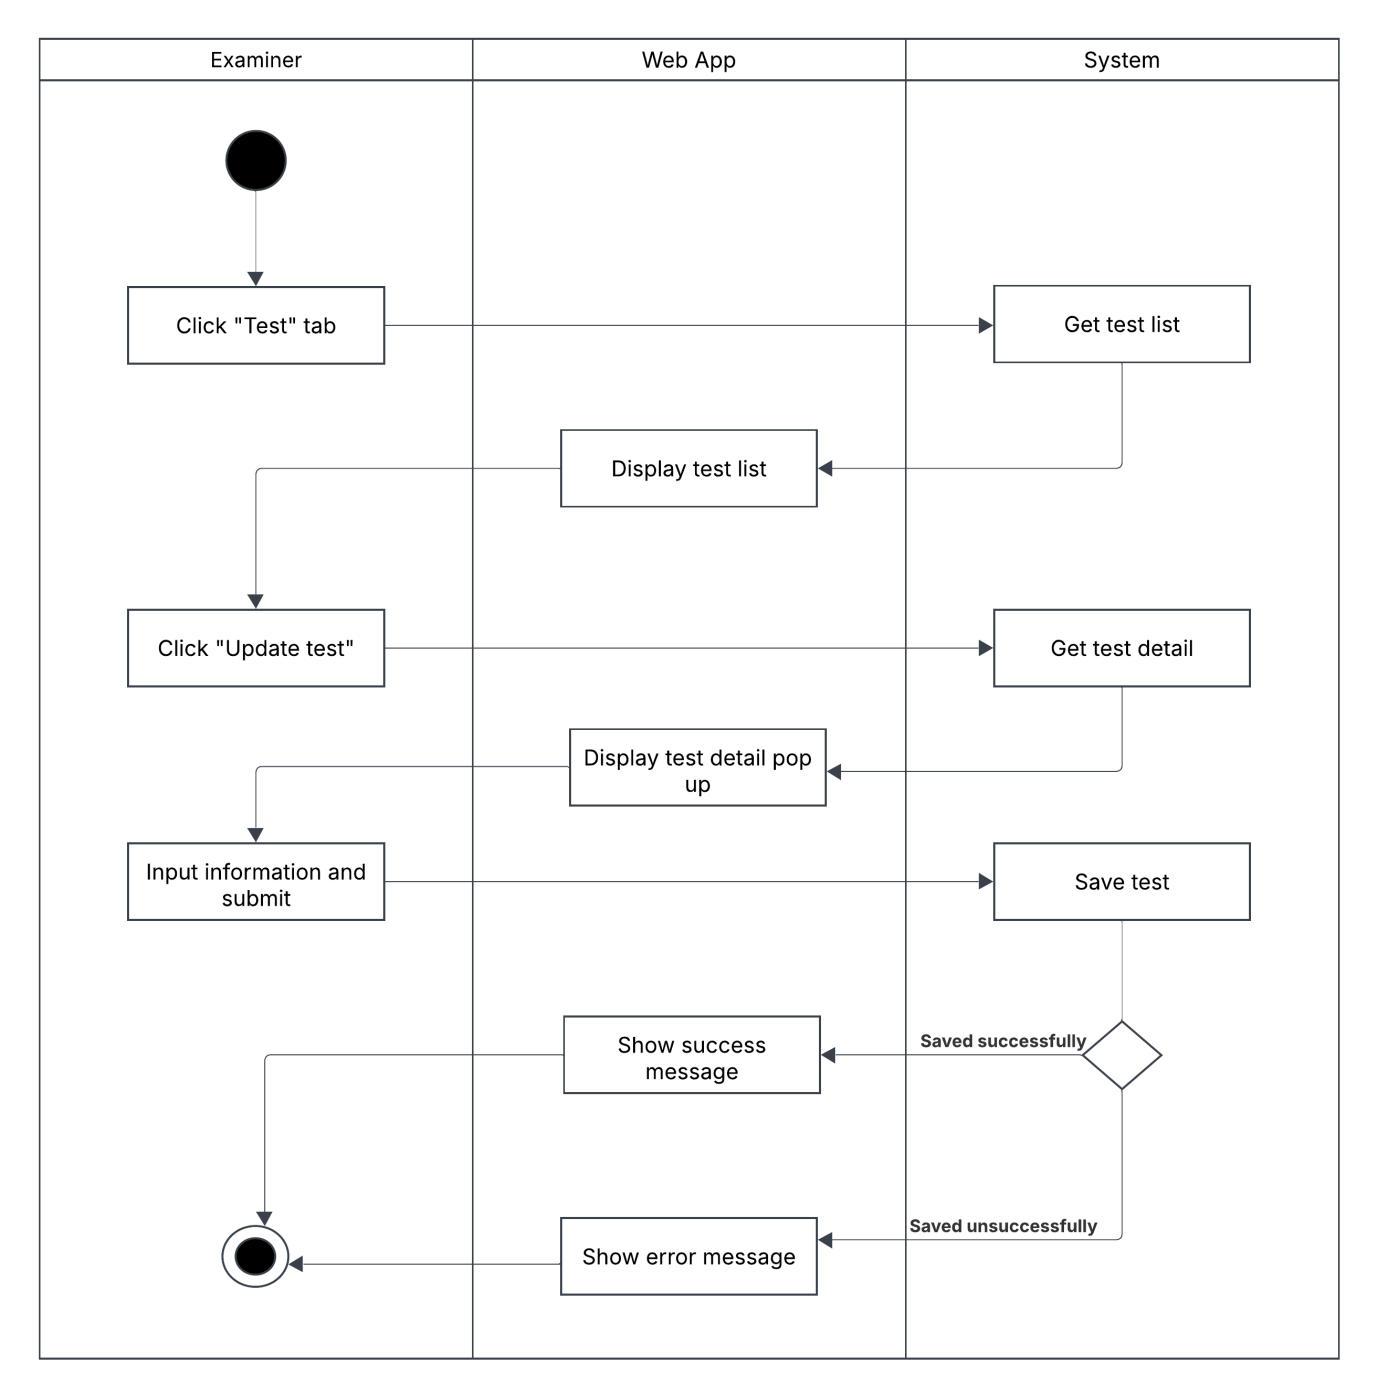 Examiner
Web App
System
Click "Test" tab
Get test list
Display test list
Click "Update test"
Get test detail
Display test detail pop
up
Input information and
submit
Save test
Saved successfully
Show success
message
Saved unsuccessfully
Show error message